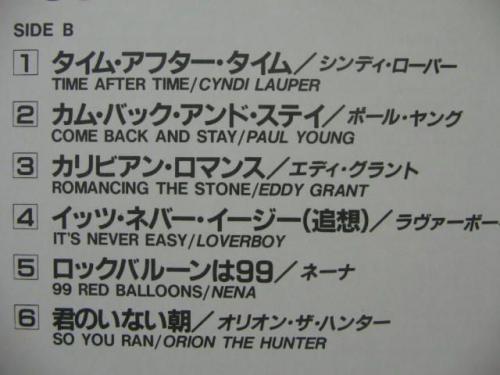 SIDE B
1 タイム・アフター・タイム／シンディ・ローパー
TIME AFTER TIME/CYNDI LAUPER
2 カム・バック・アンド・ステイ／ポール・ヤング
COME BACK AND STAY/PAUL YOUNG
3 カリビアン・ロマンス／エディ・グラント
ROMANCING THE STONE/EDDY GRANT
4 イッツ・ネバー・イージー(追想)／ラヴァーボー
IT'S NEVER EASY/LOVERBOY
5 ロックバルーンは99／ネーナ
99 RED BALLOONS/NENA
6 君のいない朝／オリオン・ザ・ハンター
SO YOU RAN/ORION THE HUNTER